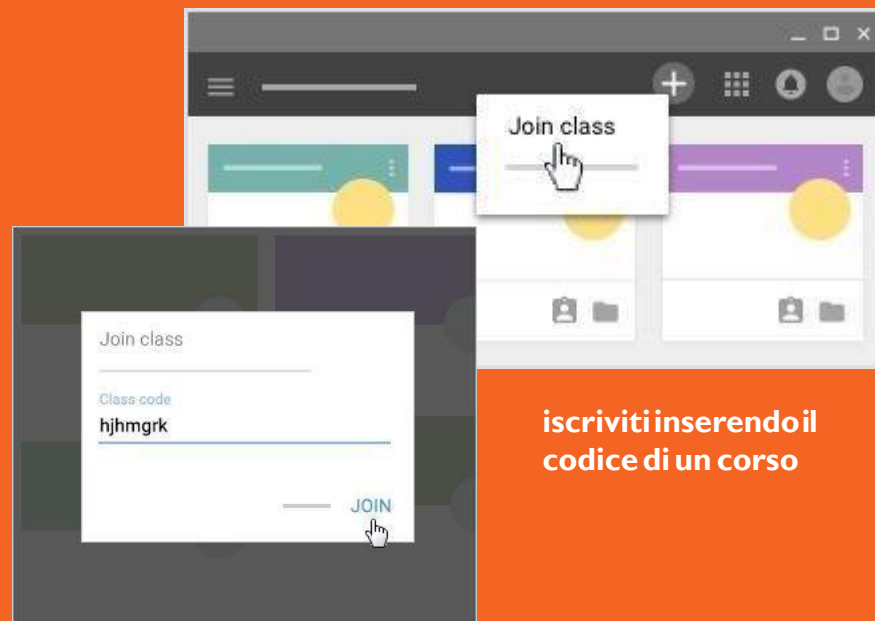 Join class
Join class
Class code
hjhmgrk
JOIN
iscriviti inserendo il
codice di un corso